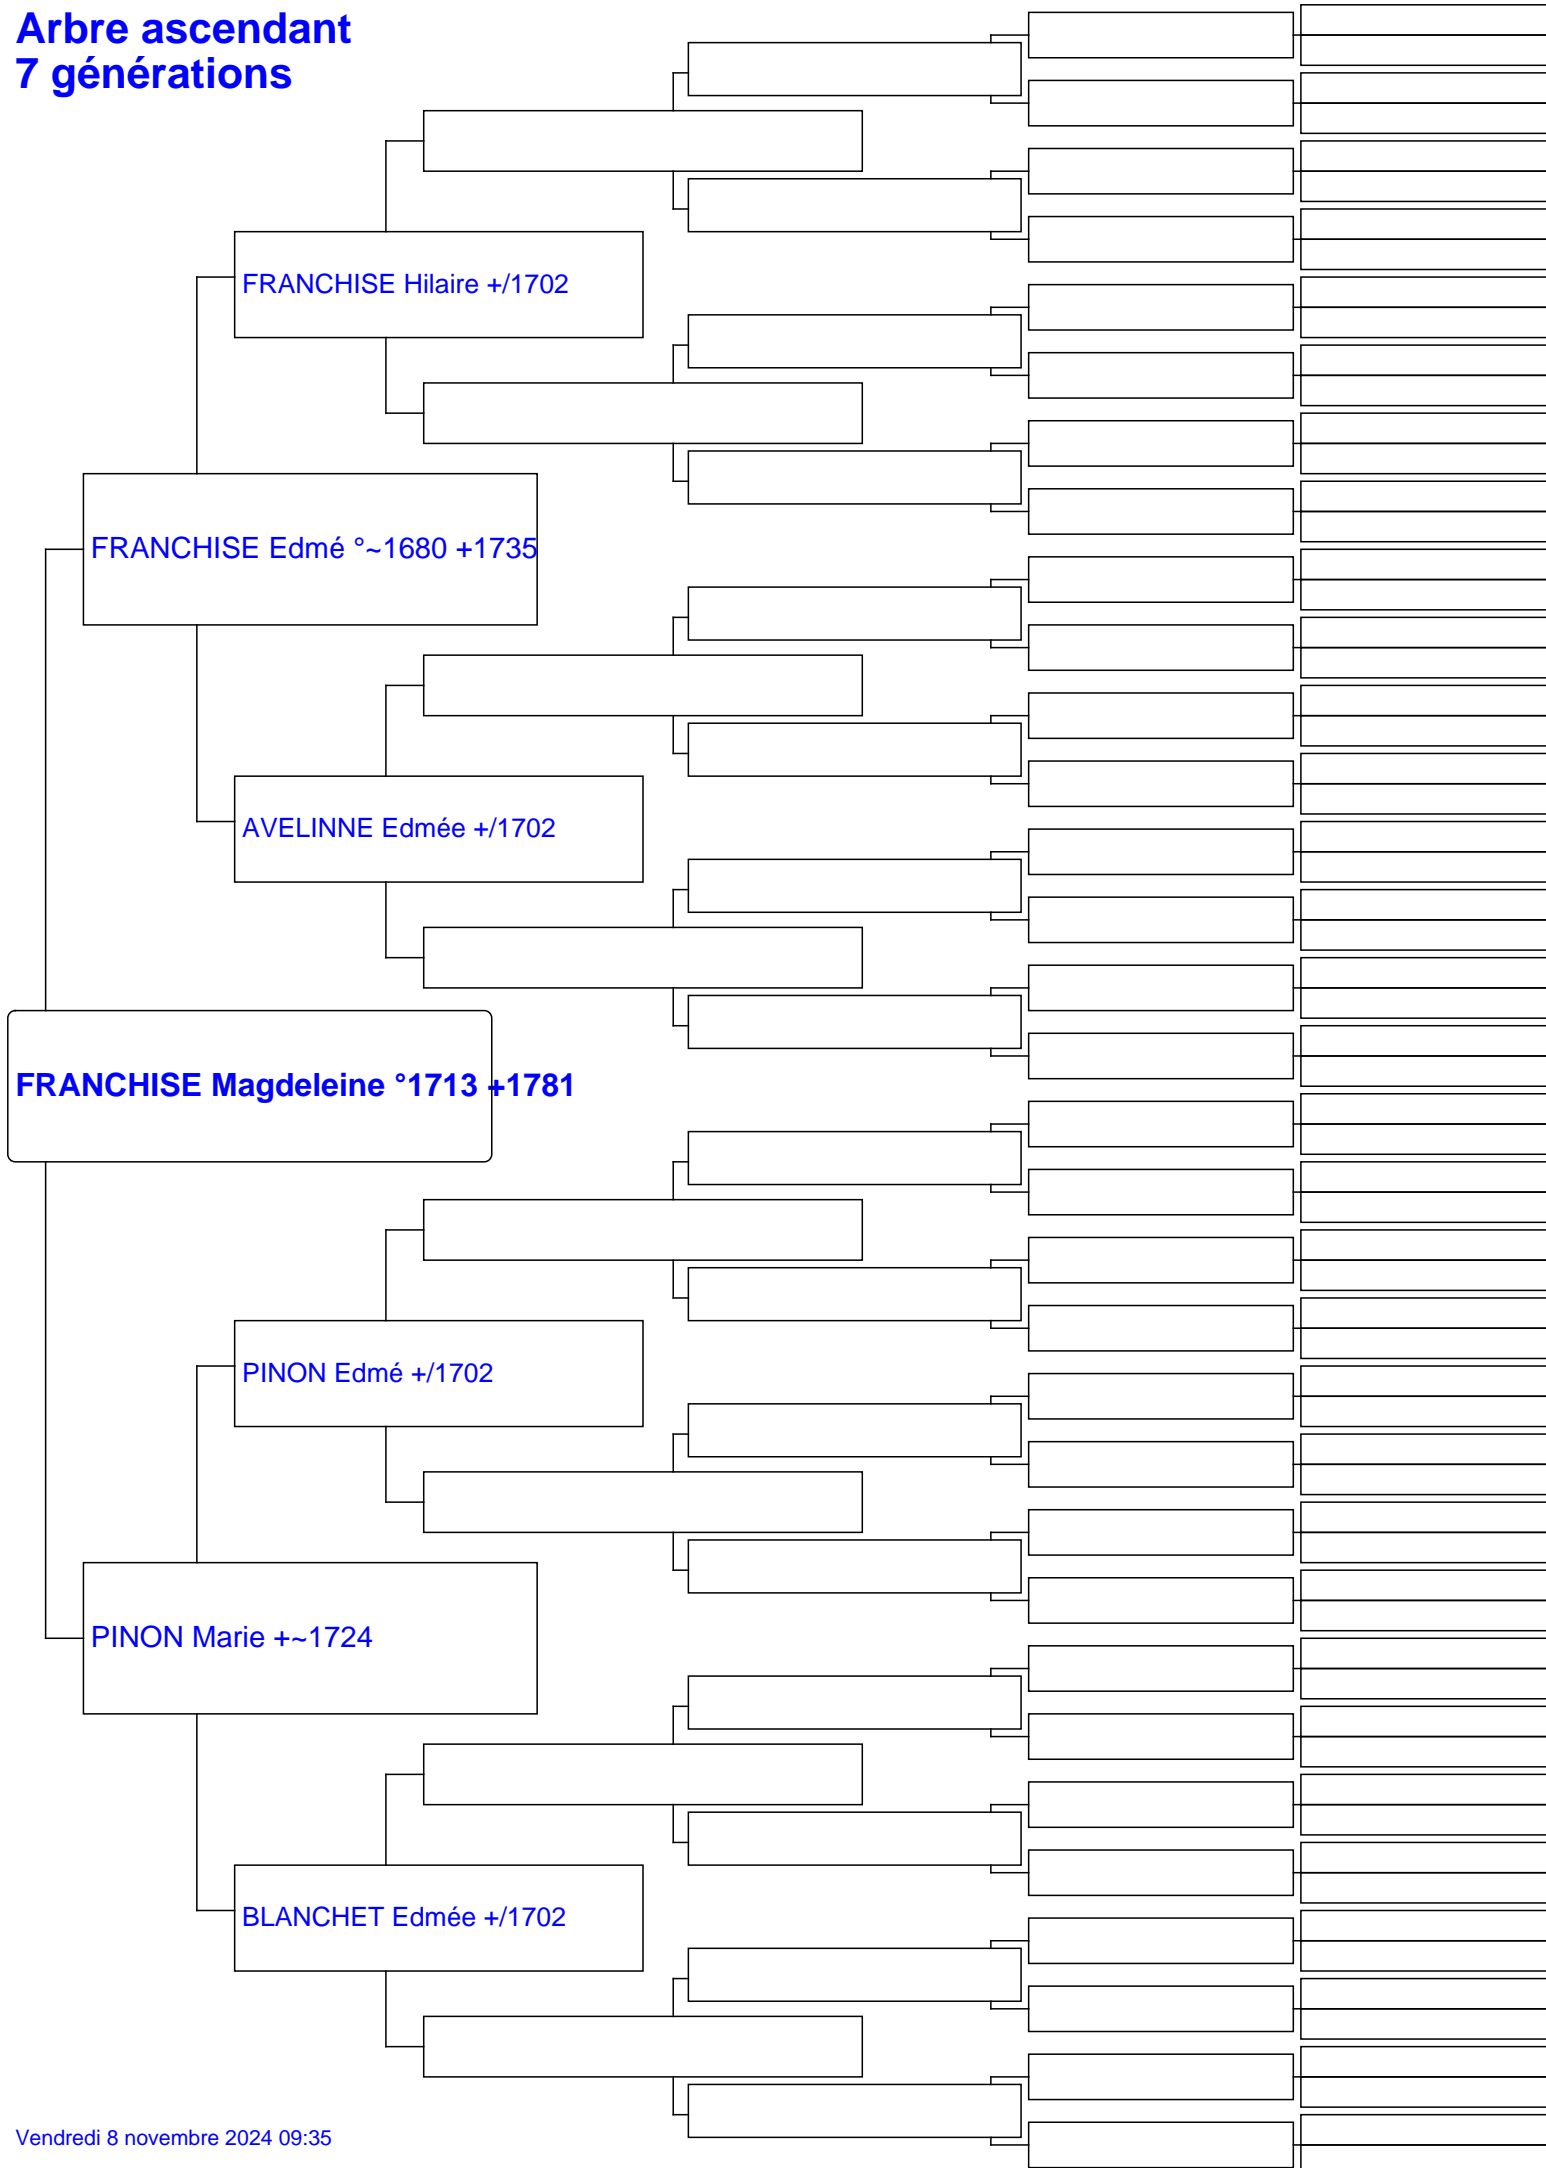 Arbre ascendant
7 générations
FRANCHISE Hilaire +/1702
FRANCHISE Edmé °~1680 +1735
AVELINNE Edmée +/1702
FRANCHISE Magdeleine °1713 +1781
PINON Edmé +/1702
PINON Marie +~1724
BLANCHET Edmée +/1702
Vendredi 8 novembre 2024 09:35